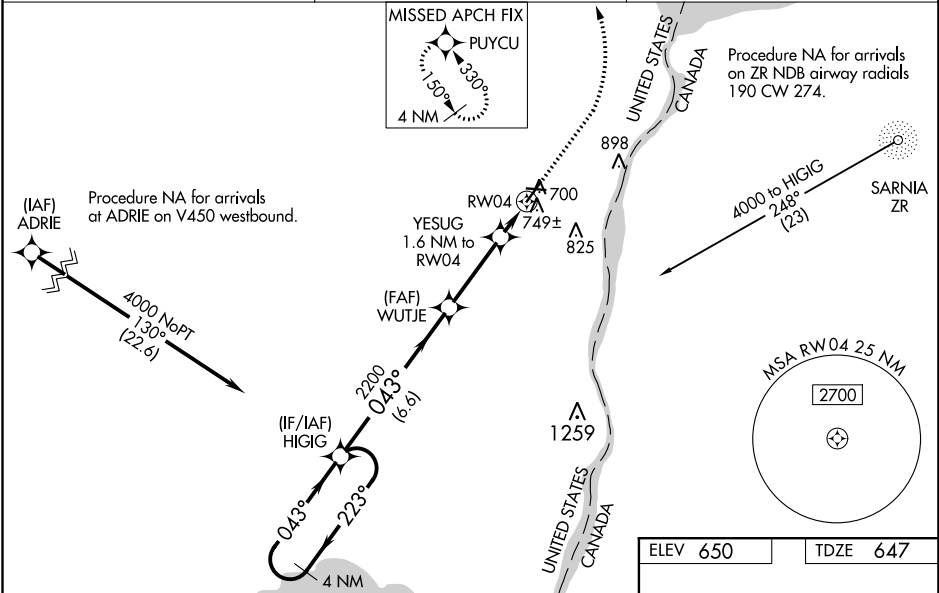 MISSED APCH FIX
PUYCU
330°
150°
4 NM
UNITED STATES
CANADA
Procedure NA for arrivals
on ZR NDB airway radials
190 CW 274.
898
SARNIA
ZR
4000 to HIGIG
248°
(23)
(IAF)
ADRIE
Procedure NA for arrivals
at ADRIE on V450 westbound.
4000 NoPT
130°
(22.6)
RW04
700
749±
825
YESUG
1.6 NM to
RW04
(FAF)
WUTJE
2200
043°
(6.6)
(IF/IAF)
HIGIG
043°
223°
4 NM
1259
UNITED STATES
CANADA
MSA RW04 25 NM
2700
ELEV 650
TDZE 647